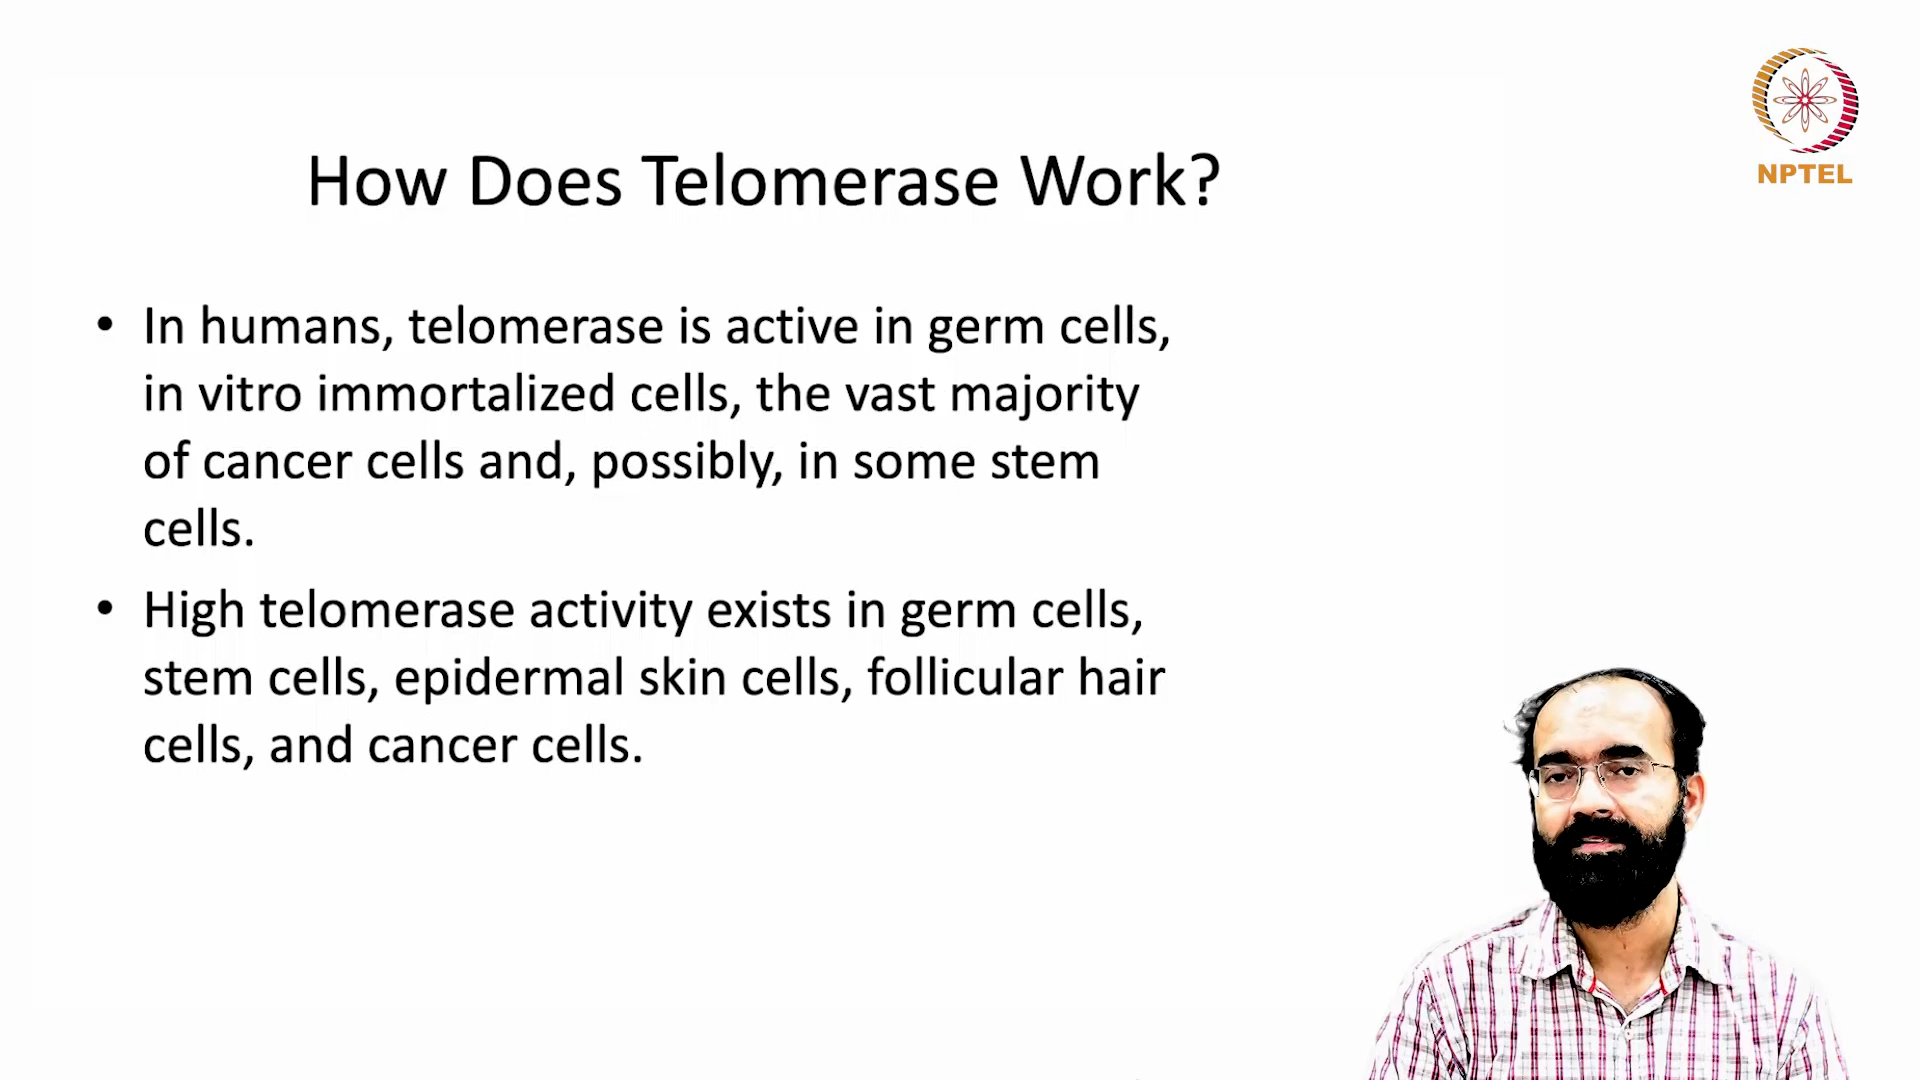 NPTEL
How Does Telomerase Work?
• In humans, telomerase is active in germ cells,
in vitro immortalized cells, the vast majority
of cancer cells and, possibly, in some stem
cells.
• High telomerase activity exists in germ cells,
stem cells, epidermal skin cells, follicular hair
cells, and cancer cells.